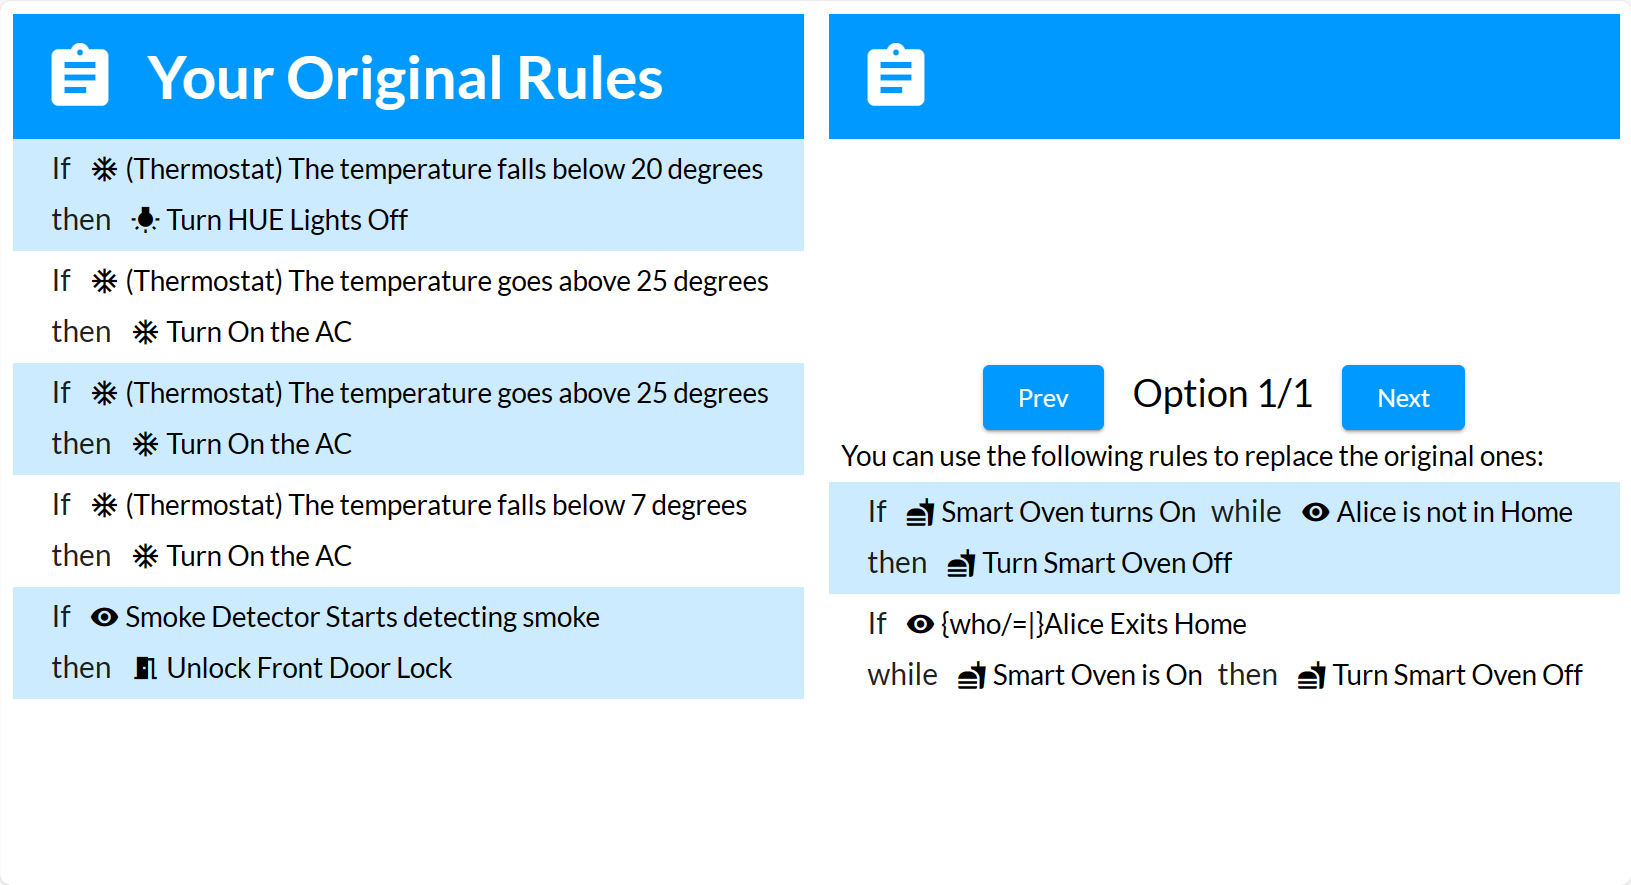 Your Original Rules
If (Thermostat) The temperature falls below 20 degrees
then Turn HUE Lights Off
If (Thermostat) The temperature goes above 25 degrees
then Turn On the AC
If (Thermostat) The temperature goes above 25 degrees
then Turn On the AC
If (Thermostat) The temperature falls below 7 degrees
then Turn On the AC
If Smoke Detector Starts detecting smoke
then Unlock Front Door Lock
Prev Option 1/1 Next
You can use the following rules to replace the original ones:
If Smart Oven turns On while Alice is not in Home
then Turn Smart Oven Off
If {who/=|}Alice Exits Home
while Smart Oven is On then Turn Smart Oven Off